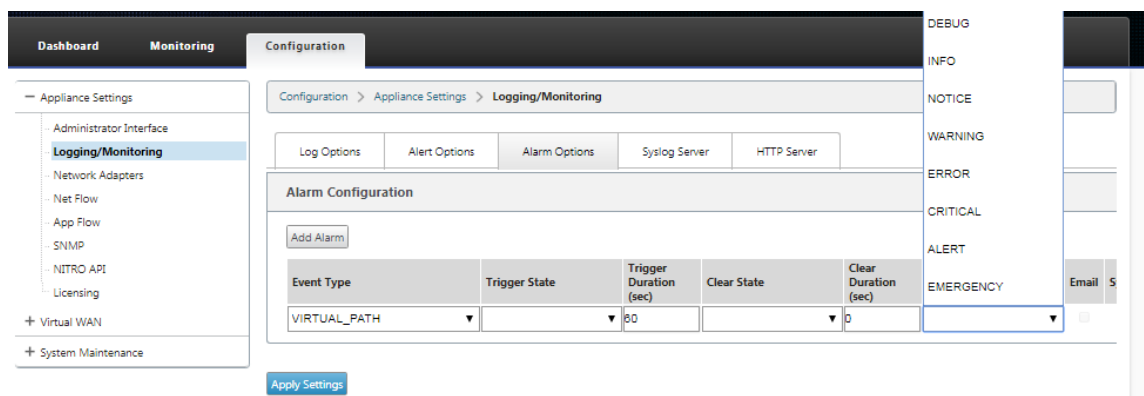 DEBUG
Dashboard Monitoring Configuration
INFO
Appliance Settings
Configuration > Appliance Settings > Logging/Monitoring
NOTICE
Administrator Interface
WARNING
Logging/Monitoring
Log Options Alert Options Alarm Options Syslog Server HTTP Server
Network Adapters
ERROR
Net Flow
Alarm Configuration
CRITICAL
App Flow
Add Alarm
SNMP
ALERT
NITRO API
Event Type Trigger State Trigger Duration (sec) Clear State Clear Duration (sec) EMERGENCY Email S
Licensing
VIRTUAL_PATH 60 0
Virtual WAN
System Maintenance
Apply Settings